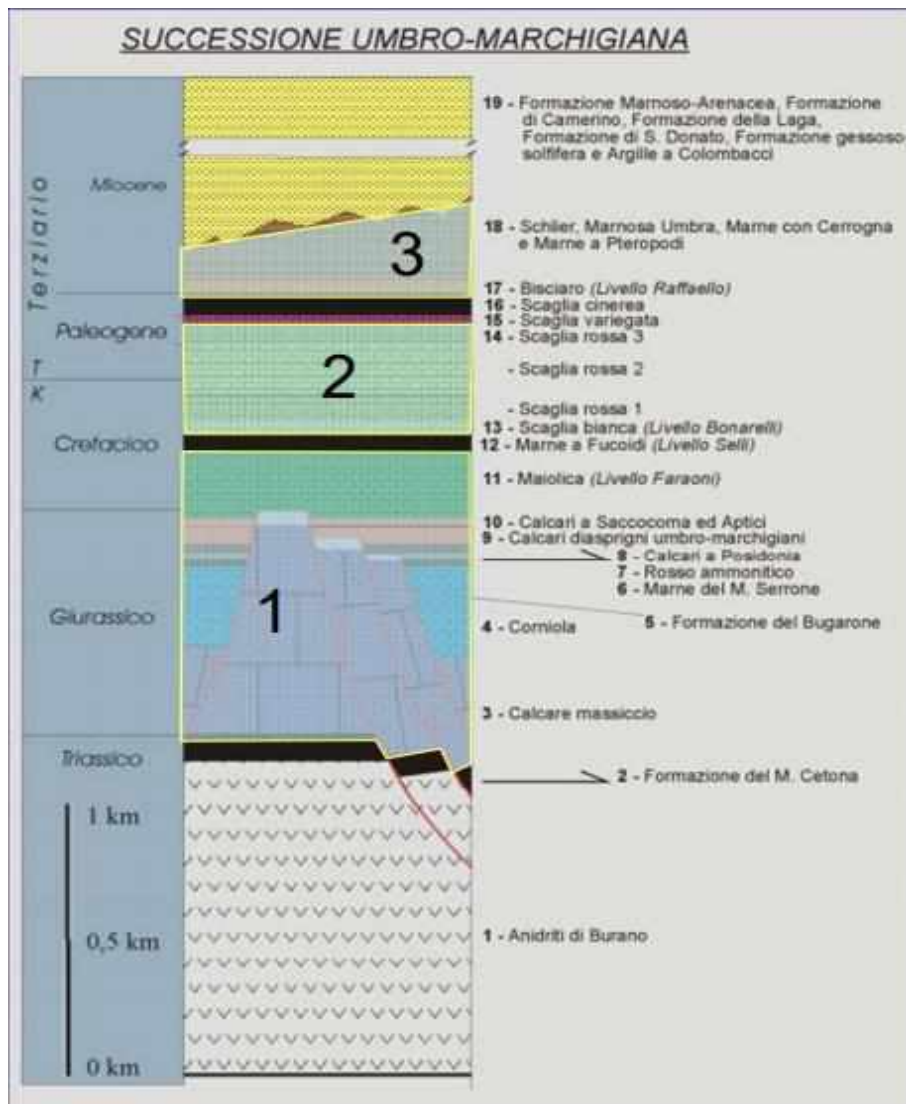 SUCCESSIONE UMBRO-MARCHIGIANA
19 - Formazione Marnoso-Arenacea, Formazione
di Camerino, Formazione della Laga,
Formazione di S. Donato, Formazione gessoso
solfifera e Argille a Colombacci
Terziario
Miocene
3
18 - Schlier, Marnosa Umbra, Marne con Cerrogna
e Marne a Pteropodi
17 - Bisciaro (Livello Raffaello)
16 - Scaglia cinerea
15 - Scaglia variegata
14 - Scaglia rossa 3
Paleogene
2
- Scaglia rossa 2
T
K
- Scaglia rossa 1
13 - Scaglia bianca (Livello Bonarelli)
12 - Marne a Fucoidi (Livello Selli)
Cretacico
11 - Maiolica (Livello Faraoni)
10 - Calcari a Saccocoma ed Aptici
9 - Calcari diasprigni umbro-marchigiani
8 - Calcari a Posidonia
7 - Rosso ammonitico
6 - Marne del M. Serrone
Giurassico
1
4 - Corniola
5 - Formazione del Bugarone
3 - Calcare massiccio
Triassico
2 - Formazione del M. Cetona
1 km
0,5 km
1 - Anidriti di Burano
0 km